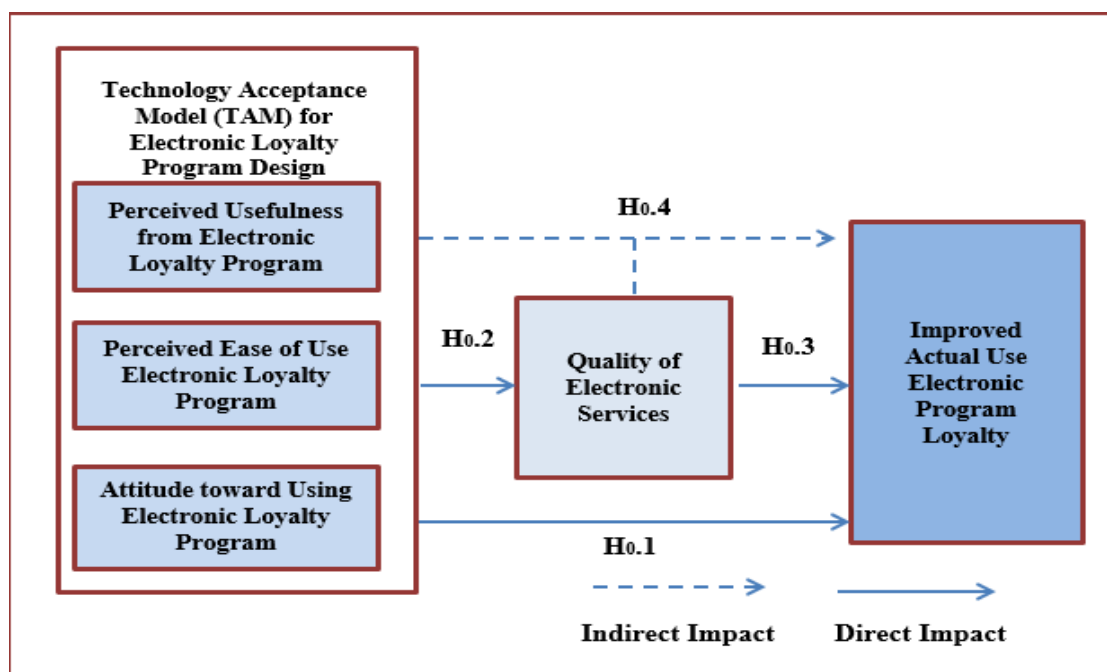 Technology Acceptance
Model (TAM) for
Electronic Loyalty
Program Design
Perceived Usefulness
from Electronic
Loyalty Program
Perceived Ease of Use
Electronic Loyalty
Program
Attitude toward Using
Electronic Loyalty
Program
H0.4
H0.2
Quality of
Electronic
Services
H0.3
Improved
Actual Use
Electronic
Program
Loyalty
H0.1
Indirect Impact
Direct Impact